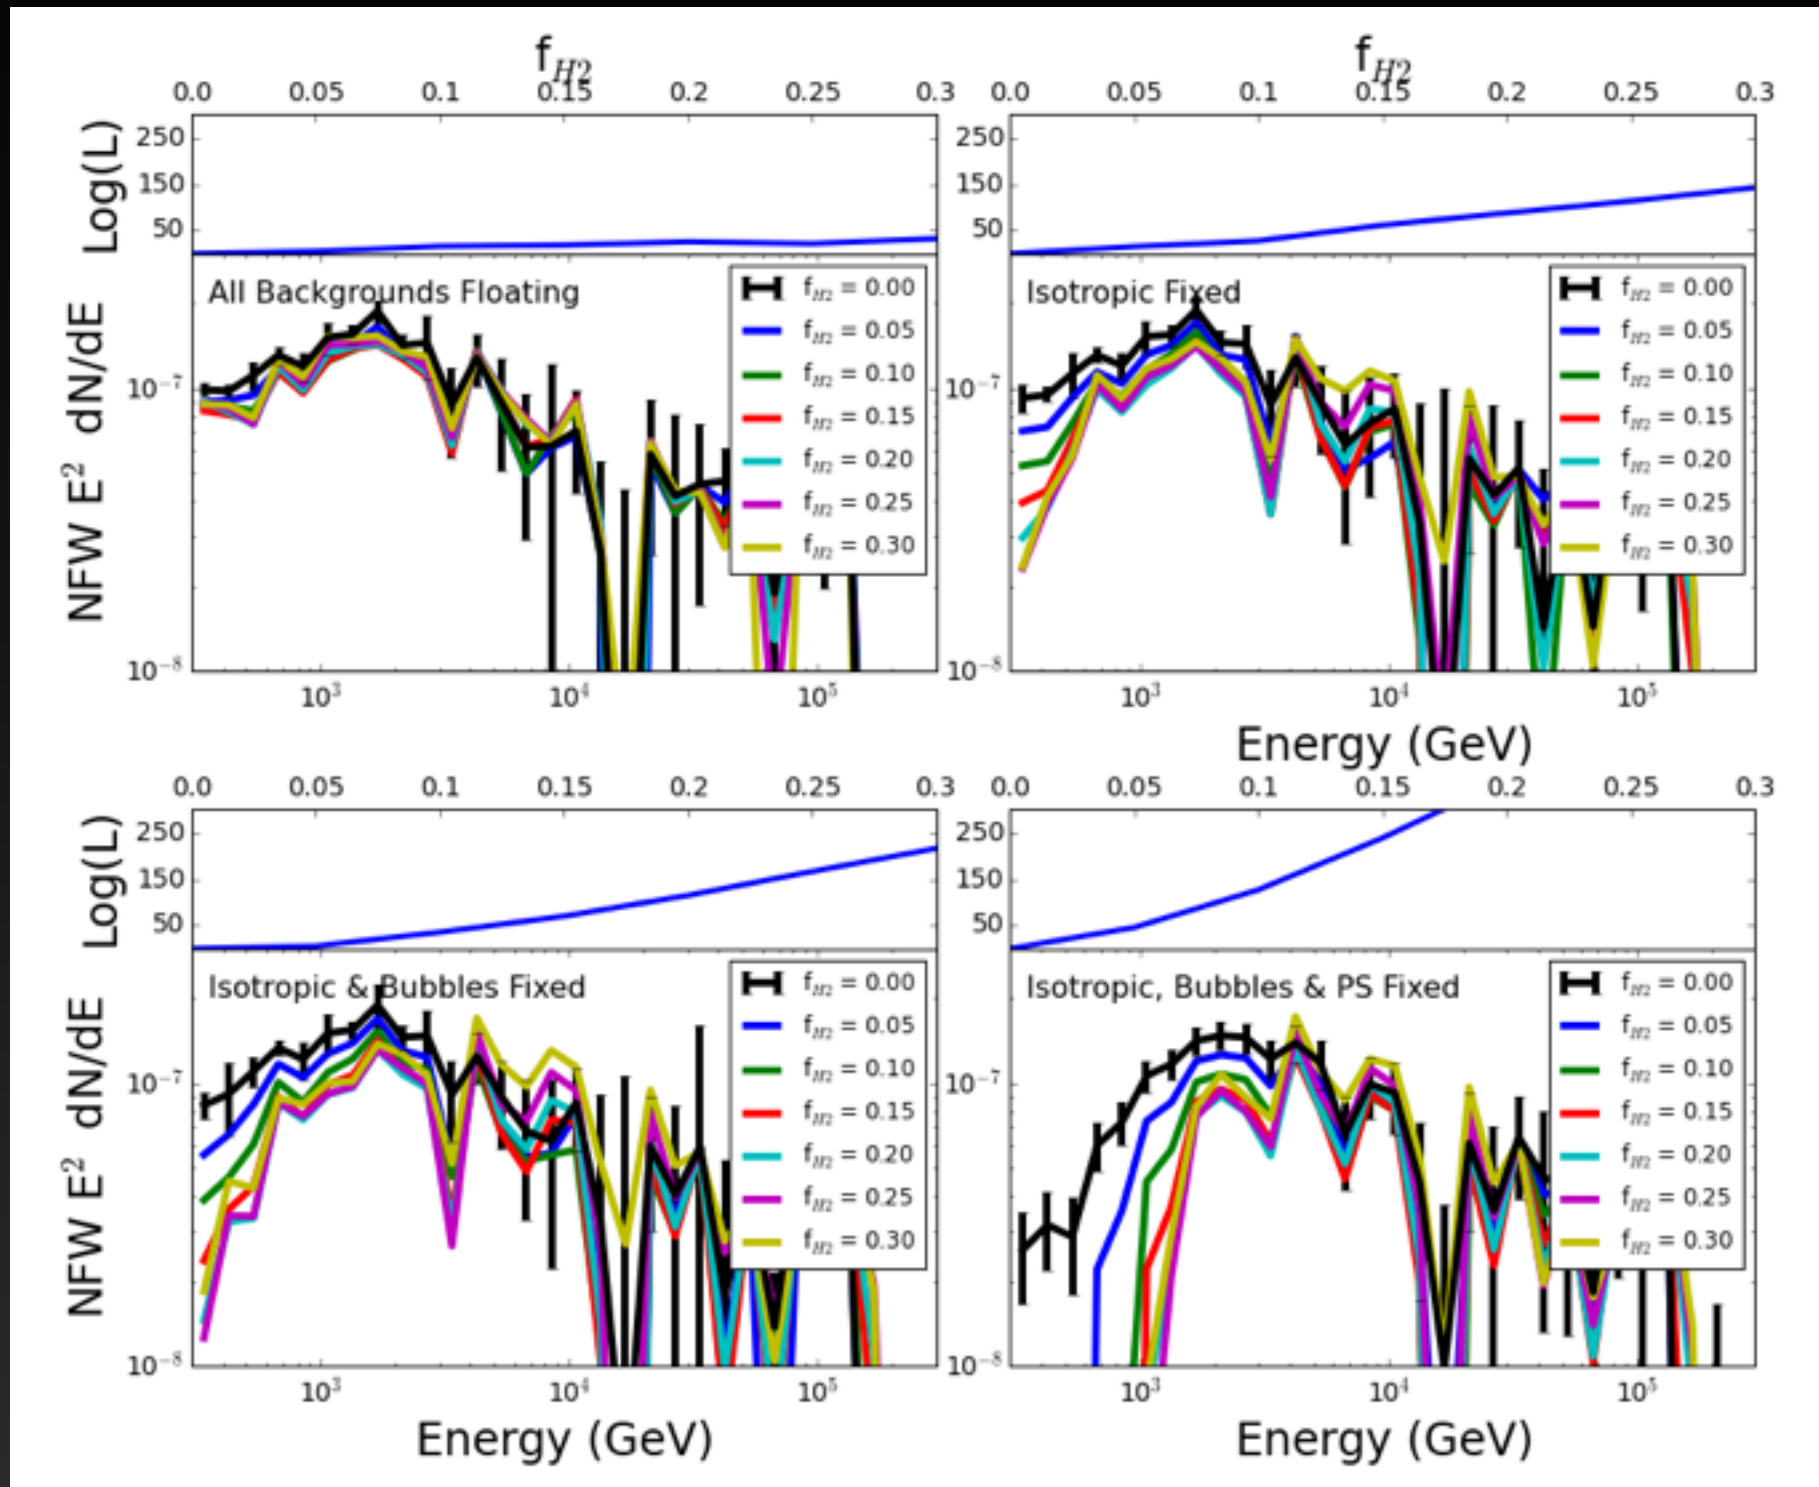 f_H2
0.0 0.05 0.1 0.15 0.2 0.25 0.3
Log(L)
250
150
50
All Backgrounds Floating
f_H2 = 0.00
f_H2 = 0.05
f_H2 = 0.10
f_H2 = 0.15
f_H2 = 0.20
f_H2 = 0.25
f_H2 = 0.30
NFW E² dN/dE
10⁻⁷
10⁻⁸
10³ 10⁴ 10⁵
f_H2
0.0 0.05 0.1 0.15 0.2 0.25 0.3
250
150
50
Isotropic Fixed
f_H2 = 0.00
f_H2 = 0.05
f_H2 = 0.10
f_H2 = 0.15
f_H2 = 0.20
f_H2 = 0.25
f_H2 = 0.30
10⁻⁷
10⁻⁸
10³ 10⁴ 10⁵
Energy (GeV)
0.0 0.05 0.1 0.15 0.2 0.25 0.3
Log(L)
250
150
50
Isotropic & Bubbles Fixed
f_H2 = 0.00
f_H2 = 0.05
f_H2 = 0.10
f_H2 = 0.15
f_H2 = 0.20
f_H2 = 0.25
f_H2 = 0.30
NFW E² dN/dE
10⁻⁷
10⁻⁸
10³ 10⁴ 10⁵
Energy (GeV)
0.0 0.05 0.1 0.15 0.2 0.25 0.3
250
150
50
Isotropic, Bubbles & PS Fixed
f_H2 = 0.00
f_H2 = 0.05
f_H2 = 0.10
f_H2 = 0.15
f_H2 = 0.20
f_H2 = 0.25
f_H2 = 0.30
10⁻⁷
10⁻⁸
10³ 10⁴ 10⁵
Energy (GeV)